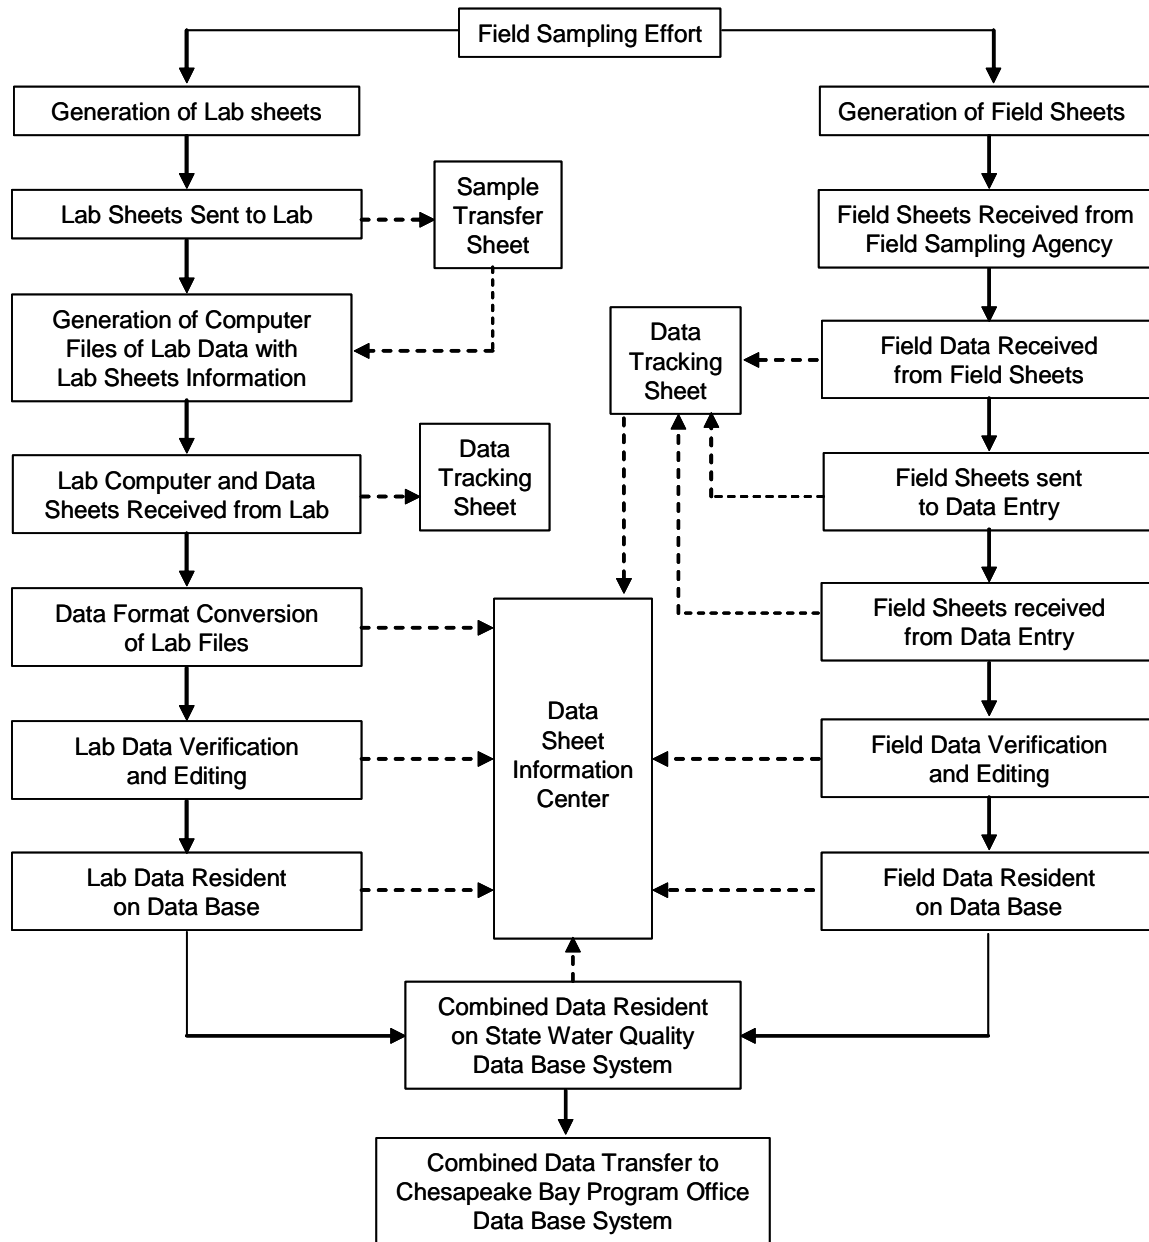 Field Sampling Effort
Generation of Lab sheets
Generation of Field Sheets
Lab Sheets Sent to Lab
Sample
Transfer
Sheet
Field Sheets Received from
Field Sampling Agency
Generation of Computer
Files of Lab Data with
Lab Sheets Information
Data
Tracking
Sheet
Field Data Received
from Field Sheets
Lab Computer and Data
Sheets Received from Lab
Data
Tracking
Sheet
Field Sheets sent
to Data Entry
Data Format Conversion
of Lab Files
Field Sheets received
from Data Entry
Lab Data Verification
and Editing
Data
Sheet
Information
Center
Field Data Verification
and Editing
Lab Data Resident
on Data Base
Field Data Resident
on Data Base
Combined Data Resident
on State Water Quality
Data Base System
Combined Data Transfer to
Chesapeake Bay Program Office
Data Base System